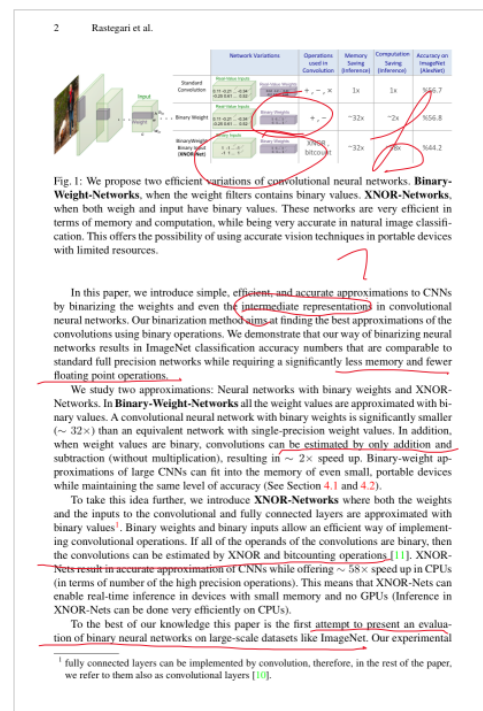 2 Rastegari et al.
Network Variations Operations used in Convolution Memory Saving (Inference) Computation Saving (Inference) Accuracy on ImageNet (AlexNet)
Input
Standard Convolution + , − , × 1x 1x %56.7
Binary Weight Binary Weights + , − ~32x ~2x %56.8
BinaryWeight Binary Input (XNOR-Net) Binary Inputs Binary Weights XNOR , bitcount ~32x %44.2
Fig. 1: We propose two efficient variations of convolutional neural networks. Binary-
Weight-Networks, when the weight filters contains binary values. XNOR-Networks,
when both weigh and input have binary values. These networks are very efficient in
terms of memory and computation, while being very accurate in natural image classifi-
cation. This offers the possibility of using accurate vision techniques in portable devices
with limited resources.
In this paper, we introduce simple, efficient, and accurate approximations to CNNs
by binarizing the weights and even the intermediate representations in convolutional
neural networks. Our binarization method aims at finding the best approximations of the
convolutions using binary operations. We demonstrate that our way of binarizing neural
networks results in ImageNet classification accuracy numbers that are comparable to
standard full precision networks while requiring a significantly less memory and fewer
floating point operations.
We study two approximations: Neural networks with binary weights and XNOR-
Networks. In Binary-Weight-Networks all the weight values are approximated with bi-
nary values. A convolutional neural network with binary weights is significantly smaller
(∼ 32×) than an equivalent network with single-precision weight values. In addition,
when weight values are binary, convolutions can be estimated by only addition and
subtraction (without multiplication), resulting in ∼ 2× speed up. Binary-weight ap-
proximations of large CNNs can fit into the memory of even small, portable devices
while maintaining the same level of accuracy (See Section 4.1 and 4.2).
To take this idea further, we introduce XNOR-Networks where both the weights
and the inputs to the convolutional and fully connected layers are approximated with
binary values¹. Binary weights and binary inputs allow an efficient way of implement-
ing convolutional operations. If all of the operands of the convolutions are binary, then
the convolutions can be estimated by XNOR and bitcounting operations [11]. XNOR-
Nets result in accurate approximation of CNNs while offering ∼ 58× speed up in CPUs
(in terms of number of the high precision operations). This means that XNOR-Nets can
enable real-time inference in devices with small memory and no GPUs (Inference in
XNOR-Nets can be done very efficiently on CPUs).
To the best of our knowledge this paper is the first attempt to present an evalua-
tion of binary neural networks on large-scale datasets like ImageNet. Our experimental
¹ fully connected layers can be implemented by convolution, therefore, in the rest of the paper,
we refer to them also as convolutional layers [10].